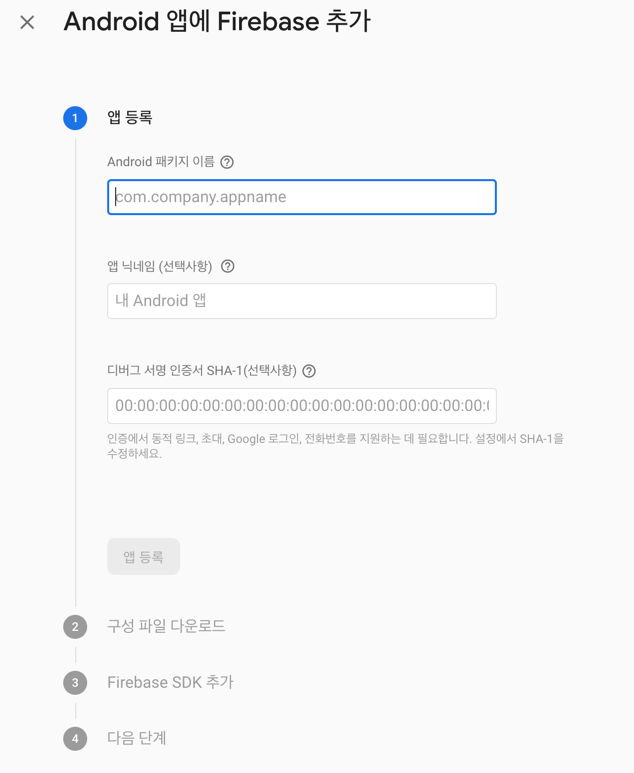 Android 앱에 Firebase 추가
1 앱 등록
Android 패키지 이름 ?
com.company.appname
앱 닉네임 (선택사항) ?
내 Android 앱
디버그 서명 인증서 SHA-1(선택사항) ?
00:00:00:00:00:00:00:00:00:00:00:00:00:00:00:00:00:
인증에서 동적 링크, 초대, Google 로그인, 전화번호를 지원하는 데 필요합니다. 설정에서 SHA-1을
수정하세요.
앱 등록
2 구성 파일 다운로드
3 Firebase SDK 추가
4 다음 단계